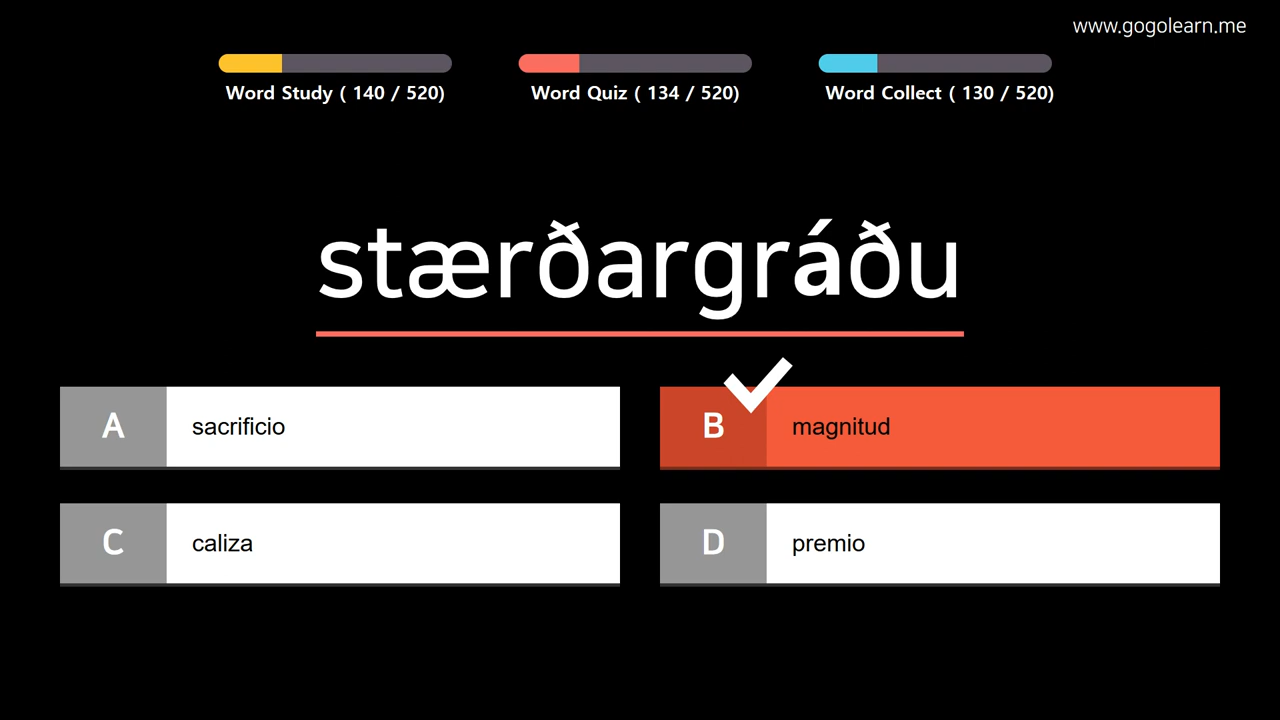 www.gogolearn.me
Word Study ( 140 / 520)
Word Quiz ( 134 / 520)
Word Collect ( 130 / 520)
stærðargráðu
A sacrificio
B magnitud
C caliza
D premio